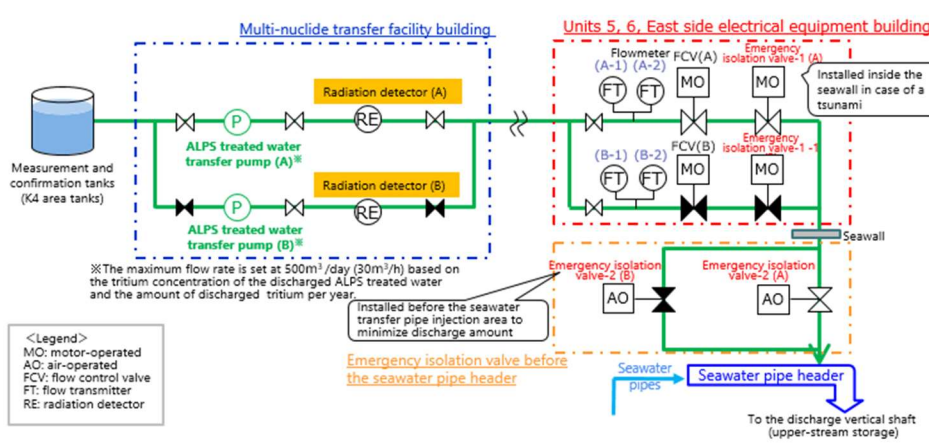 Multi-nuclide transfer facility building
Units 5, 6, East side electrical equipment building
Radiation detector (A)
P
RE
ALPS treated water
transfer pump (A)※
Measurement and
confirmation tanks
(K4 area tanks)
Radiation detector (B)
P
RE
ALPS treated water
transfer pump (B)※
※The maximum flow rate is set at 500m³/day (30m³/h) based on
the tritium concentration of the discharged ALPS treated water
and the amount of discharged tritium per year.
Flowmeter
(A-1) (A-2)
FT FT
FCV(A)
MO
Emergency
isolation valve-1 (A)
MO
Installed inside the
seawall in case of a
tsunami
(B-1) (B-2)
FT FT
FCV(B)
MO
Emergency
isolation valve-1 -1
MO
Seawall
Emergency isolation
valve-2 (B)
AO
Emergency isolation
valve-2 (A)
AO
Installed before the seawater
transfer pipe injection area to
minimize discharge amount
Emergency isolation valve before
the seawater pipe header
Seawater
pipes
Seawater pipe header
To the discharge vertical shaft
(upper-stream storage)
＜Legend＞
MO: motor-operated
AO: air-operated
FCV: flow control valve
FT: flow transmitter
RE: radiation detector